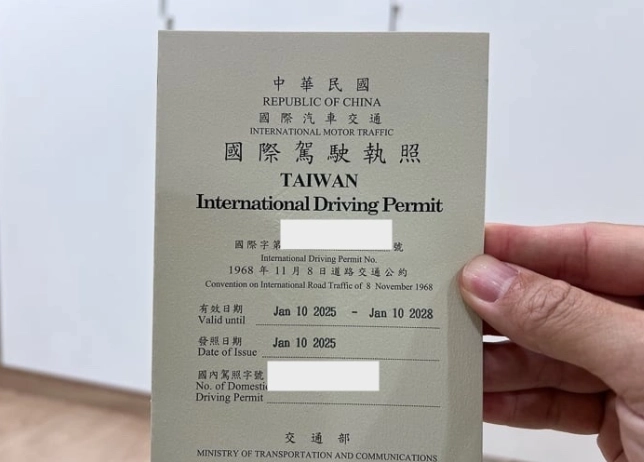 中華民國
REPUBLIC OF CHINA
國際汽車交通
INTERNATIONAL MOTOR TRAFFIC
國際駕駛執照
TAIWAN
International Driving Permit
國際字第 號
International Driving Permit No.
1968 年 11 月 8 日道路交通公約
Convention on International Road Traffic of 8 November 1968
有效日期 Jan 10 2025 - Jan 10 2028
Valid until
發照日期 Jan 10 2025
Date of Issue
國內駕照字號
No. of Domestic
Driving Permit
交通部
MINISTRY OF TRANSPORTATION AND COMMUNICATIONS